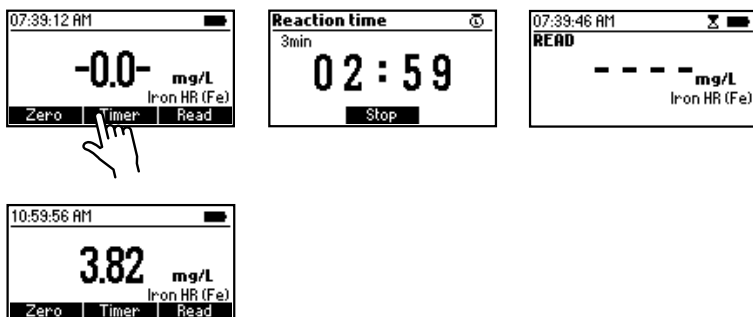 07:39:12 AM
-0.0- mg/L
Iron HR (Fe)
Zero Timer Read
Reaction time
3min
02:59
Stop
07:39:46 AM
READ
- - - - mg/L
Iron HR (Fe)
10:59:56 AM
3.82 mg/L
Iron HR (Fe)
Zero Timer Read